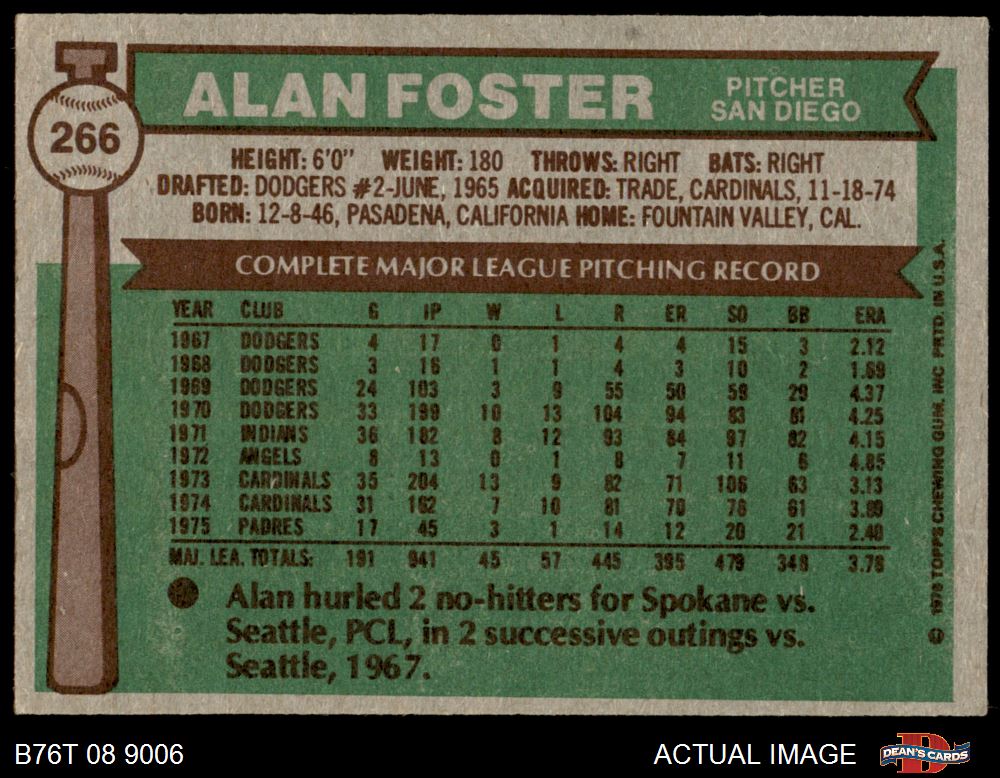 266
ALAN FOSTER
PITCHER
SAN DIEGO
HEIGHT: 6'0" WEIGHT: 180 THROWS: RIGHT BATS: RIGHT
DRAFTED: DODGERS #2-JUNE, 1965 ACQUIRED: TRADE, CARDINALS, 11-18-74
BORN: 12-8-46, PASADENA, CALIFORNIA HOME: FOUNTAIN VALLEY, CAL.
COMPLETE MAJOR LEAGUE PITCHING RECORD
YEAR CLUB G IP W L R ER SO BB ERA
1967 DODGERS 4 17 0 1 4 4 15 3 2.12
1968 DODGERS 3 16 1 1 4 3 10 2 1.69
1969 DODGERS 24 103 3 9 55 50 59 29 4.37
1970 DODGERS 33 199 10 13 104 94 83 81 4.25
1971 INDIANS 36 182 8 12 93 84 97 82 4.15
1972 ANGELS 8 13 0 1 8 7 11 6 4.85
1973 CARDINALS 35 204 13 9 82 71 106 63 3.13
1974 CARDINALS 31 162 7 10 81 70 78 61 3.89
1975 PADRES 17 45 3 1 14 12 20 21 2.40
MAJ. LEA. TOTALS: 191 941 45 57 445 395 479 348 3.78
Alan hurled 2 no-hitters for Spokane vs.
Seattle, PCL, in 2 successive outings vs.
Seattle, 1967.
© 1976 TOPPS CHEWING GUM, INC PRTD. IN U.S.A.
B76T 08 9006
ACTUAL IMAGE
DEAN'S CARDS